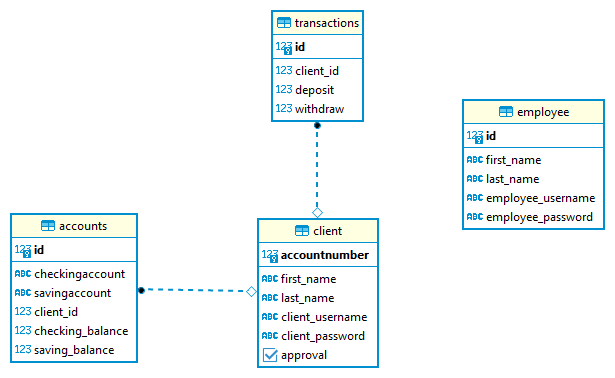 transactions
123 id
123 client_id
123 deposit
123 withdraw
employee
123 id
ABC first_name
ABC last_name
ABC employee_username
ABC employee_password
accounts
123 id
ABC checkingaccount
ABC savingaccount
123 client_id
123 checking_balance
123 saving_balance
client
123 accountnumber
ABC first_name
ABC last_name
ABC client_username
ABC client_password
approval